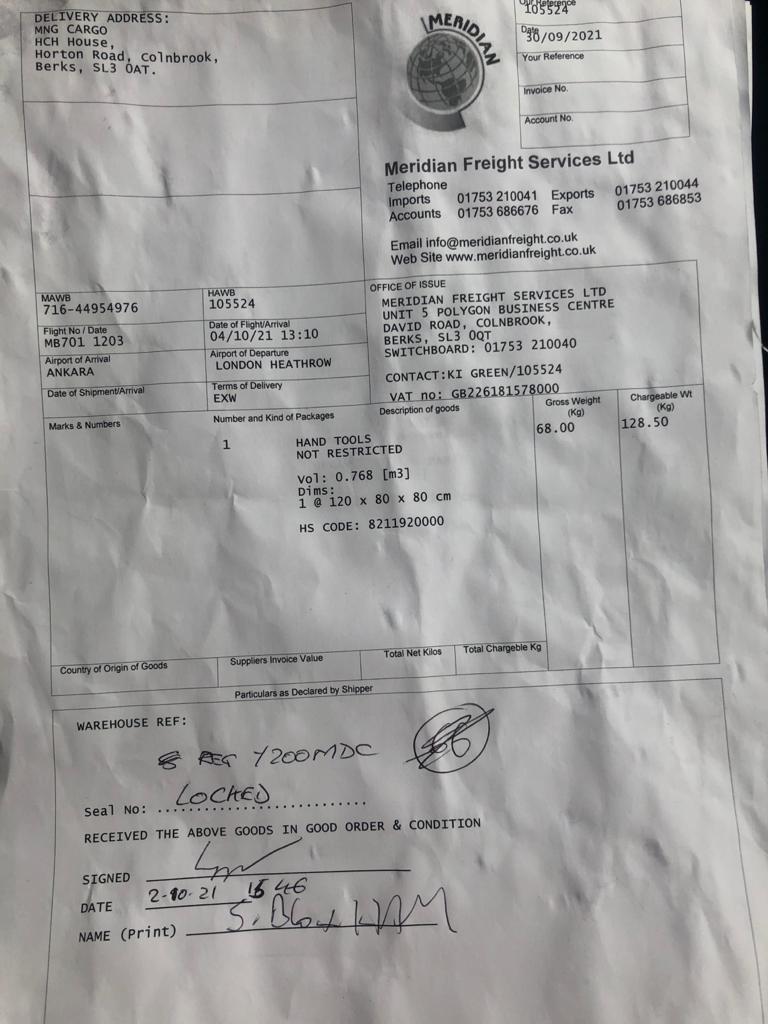 DELIVERY ADDRESS:
MNG CARGO
HCH House,
Horton Road, Colnbrook,
Berks, SL3 0AT.
MERIDIAN
Our Reference
105524
Date
30/09/2021
Your Reference
Invoice No.
Account No.
Meridian Freight Services Ltd
Telephone
Imports 01753 210041 Exports 01753 210044
Accounts 01753 686676 Fax 01753 686853
Email info@meridianfreight.co.uk
Web Site www.meridianfreight.co.uk
MAWB
716-44954976
HAWB
105524
Flight No / Date
MB701 1203
Date of Flight/Arrival
04/10/21 13:10
Airport of Arrival
ANKARA
Airport of Departure
LONDON HEATHROW
Date of Shipment/Arrival
Terms of Delivery
EXW
OFFICE OF ISSUE
MERIDIAN FREIGHT SERVICES LTD
UNIT 5 POLYGON BUSINESS CENTRE
DAVID ROAD, COLNBROOK,
BERKS, SL3 0QT
SWITCHBOARD: 01753 210040
CONTACT:KI GREEN/105524
VAT no: GB226181578000
Marks & Numbers
Number and Kind of Packages
Description of goods
Gross Weight (Kg)
Chargeable Wt (Kg)
1
HAND TOOLS
NOT RESTRICTED
68.00
128.50
Vol: 0.768 [m3]
Dims:
1 @ 120 x 80 x 80 cm
HS CODE: 8211920000
Country of Origin of Goods
Suppliers Invoice Value
Total Net Kilos
Total Chargeble Kg
Particulars as Declared by Shipper
WAREHOUSE REF:
REG Y200MDC
Seal No: LOCKED
RECEIVED THE ABOVE GOODS IN GOOD ORDER & CONDITION
SIGNED
DATE 2-10-21 15 46
NAME (Print) S.